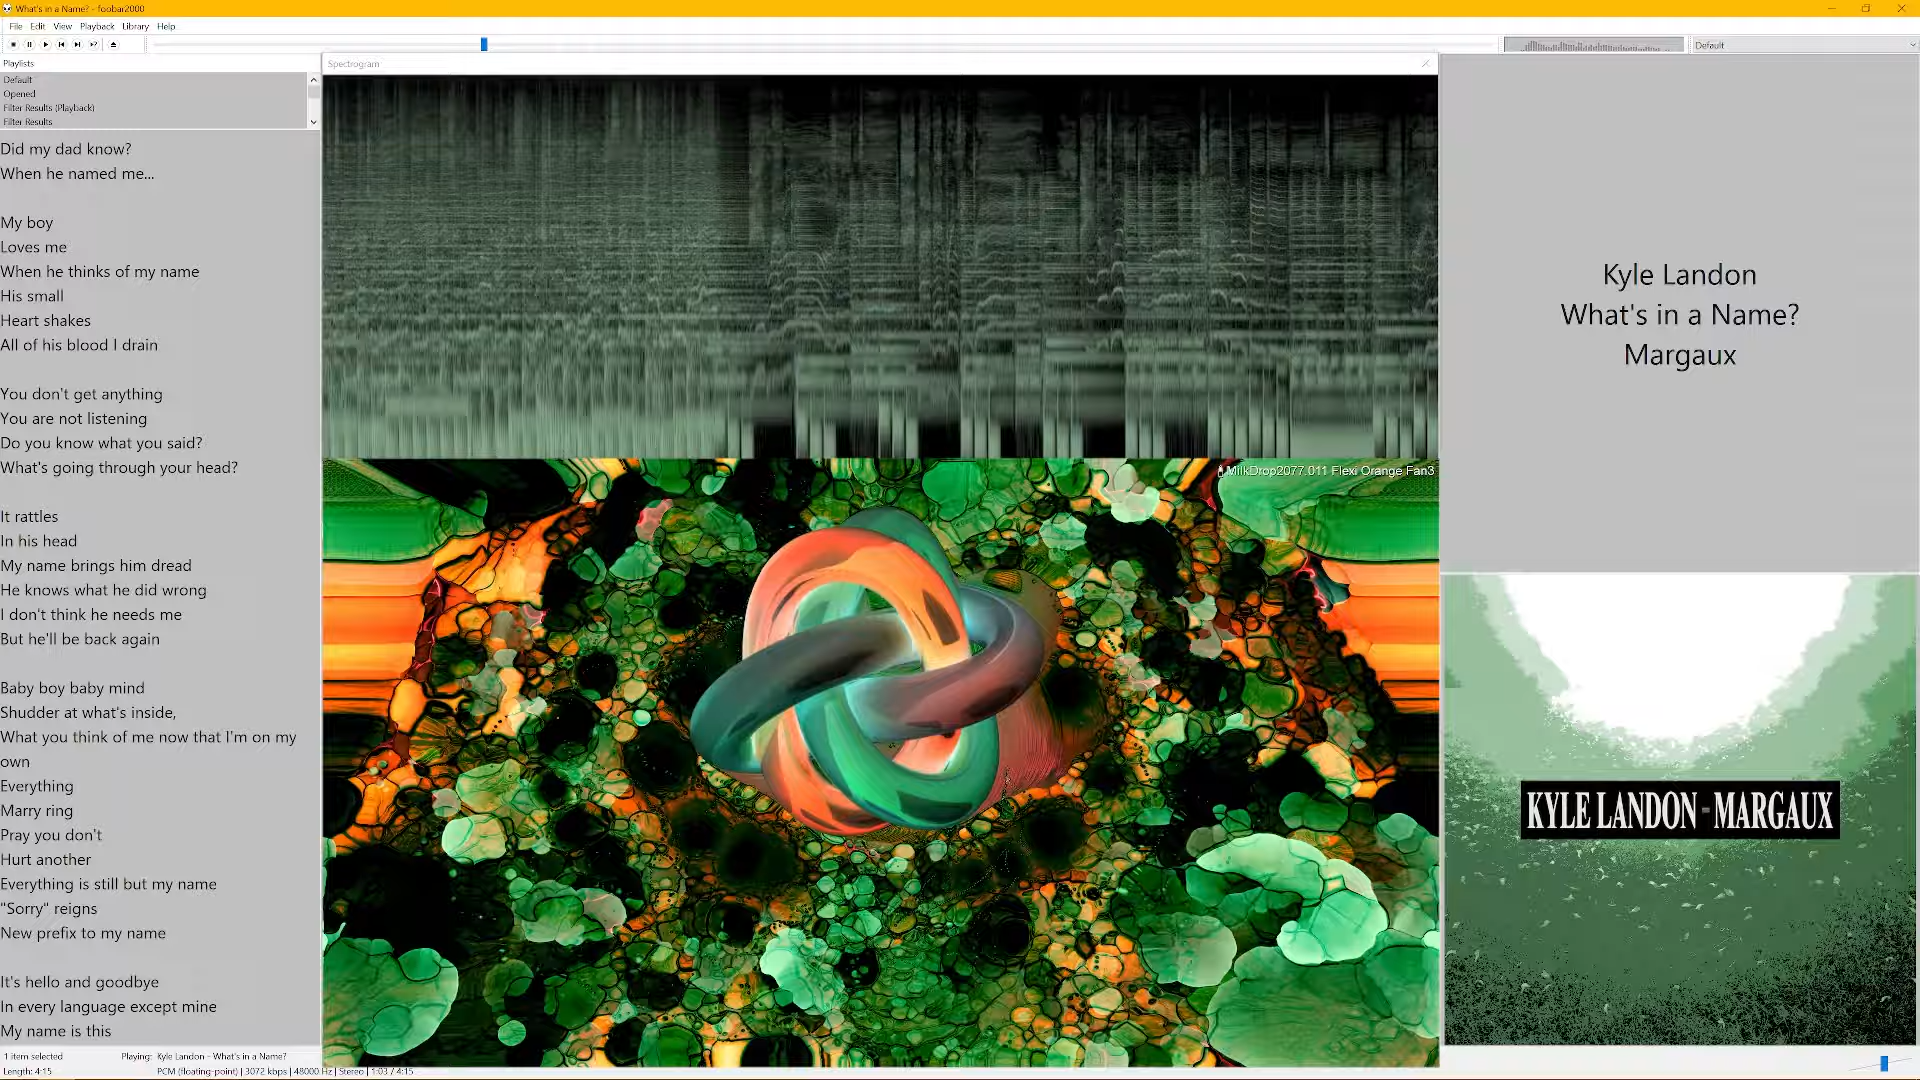 What's in a Name? - foobar2000
File Edit View Playback Library Help
Default
Playlists
Default
Opened
Filter Results (Playback)
Filter Results
Spectrogram
Did my dad know?
When he named me...
My boy
Loves me
When he thinks of my name
His small
Heart shakes
All of his blood I drain
You don't get anything
You are not listening
Do you know what you said?
What's going through your head?
It rattles
In his head
My name brings him dread
He knows what he did wrong
I don't think he needs me
But he'll be back again
Baby boy baby mind
Shudder at what's inside,
What you think of me now that I'm on my
own
Everything
Marry ring
Pray you don't
Hurt another
Everything is still but my name
"Sorry" reigns
New prefix to my name
It's hello and goodbye
In every language except mine
My name is this
MilkDrop2077.011 Flexi Orange Fan3
Kyle Landon
What's in a Name?
Margaux
KYLE LANDON - MARGAUX
1 item selected
Playing: Kyle Landon - What's in a Name?
Length: 4:15
PCM (floating-point) | 3072 kbps | 48000 Hz | Stereo | 1:03 / 4:15